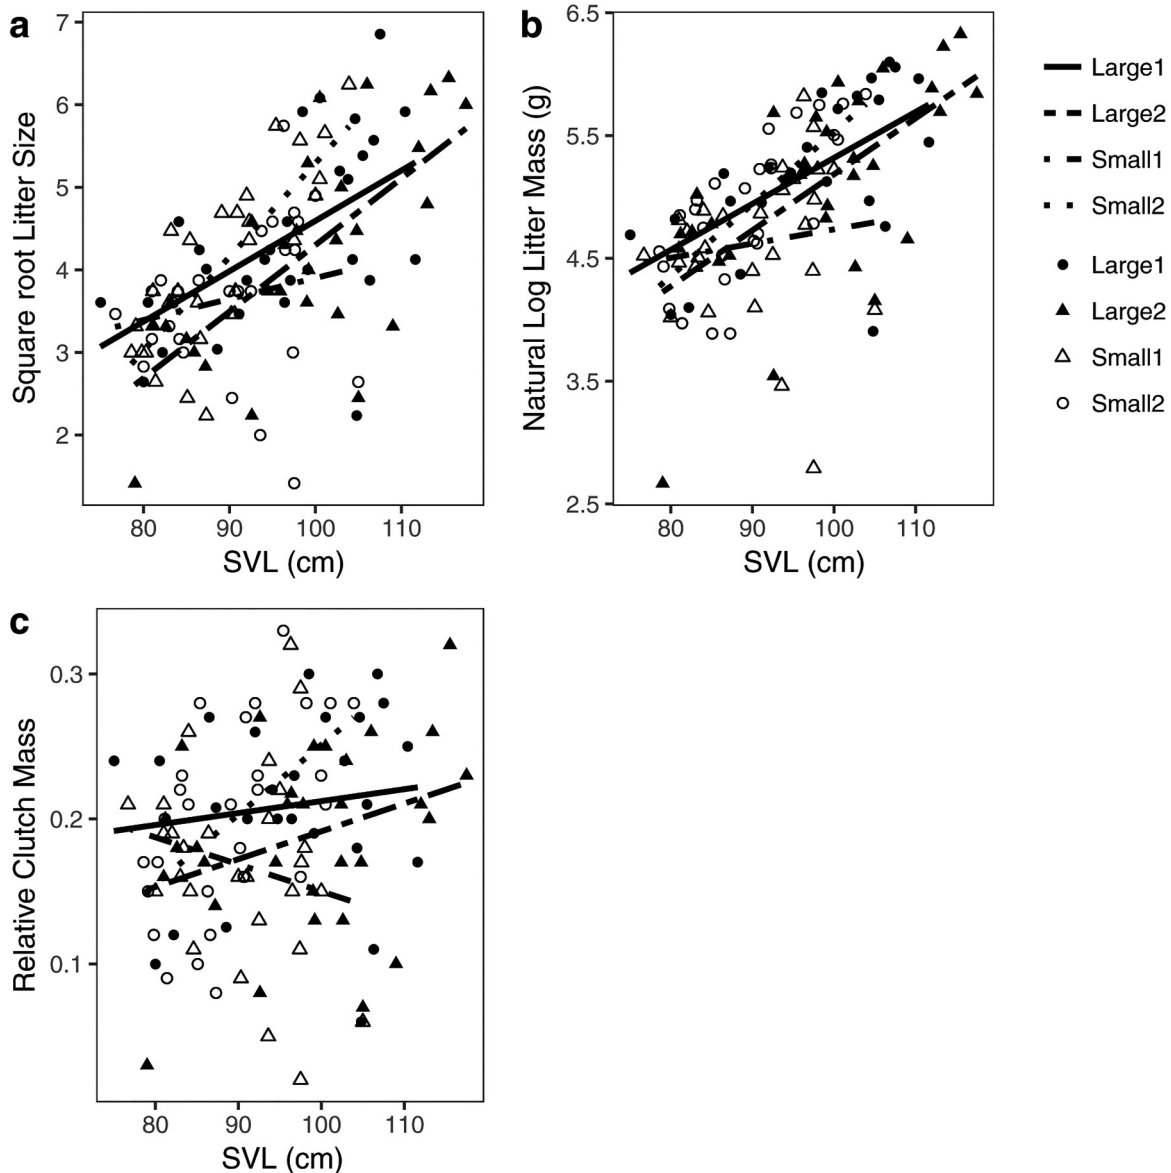 a
7
6
5
4
3
2
Square root Litter Size
80
90
100
110
SVL (cm)
b
6.5
5.5
4.5
3.5
2.5
Natural Log Litter Mass (g)
80
90
100
110
SVL (cm)
Large1
Large2
Small1
Small2
Large1
Large2
Small1
Small2
c
0.3
0.2
0.1
Relative Clutch Mass
80
90
100
110
SVL (cm)